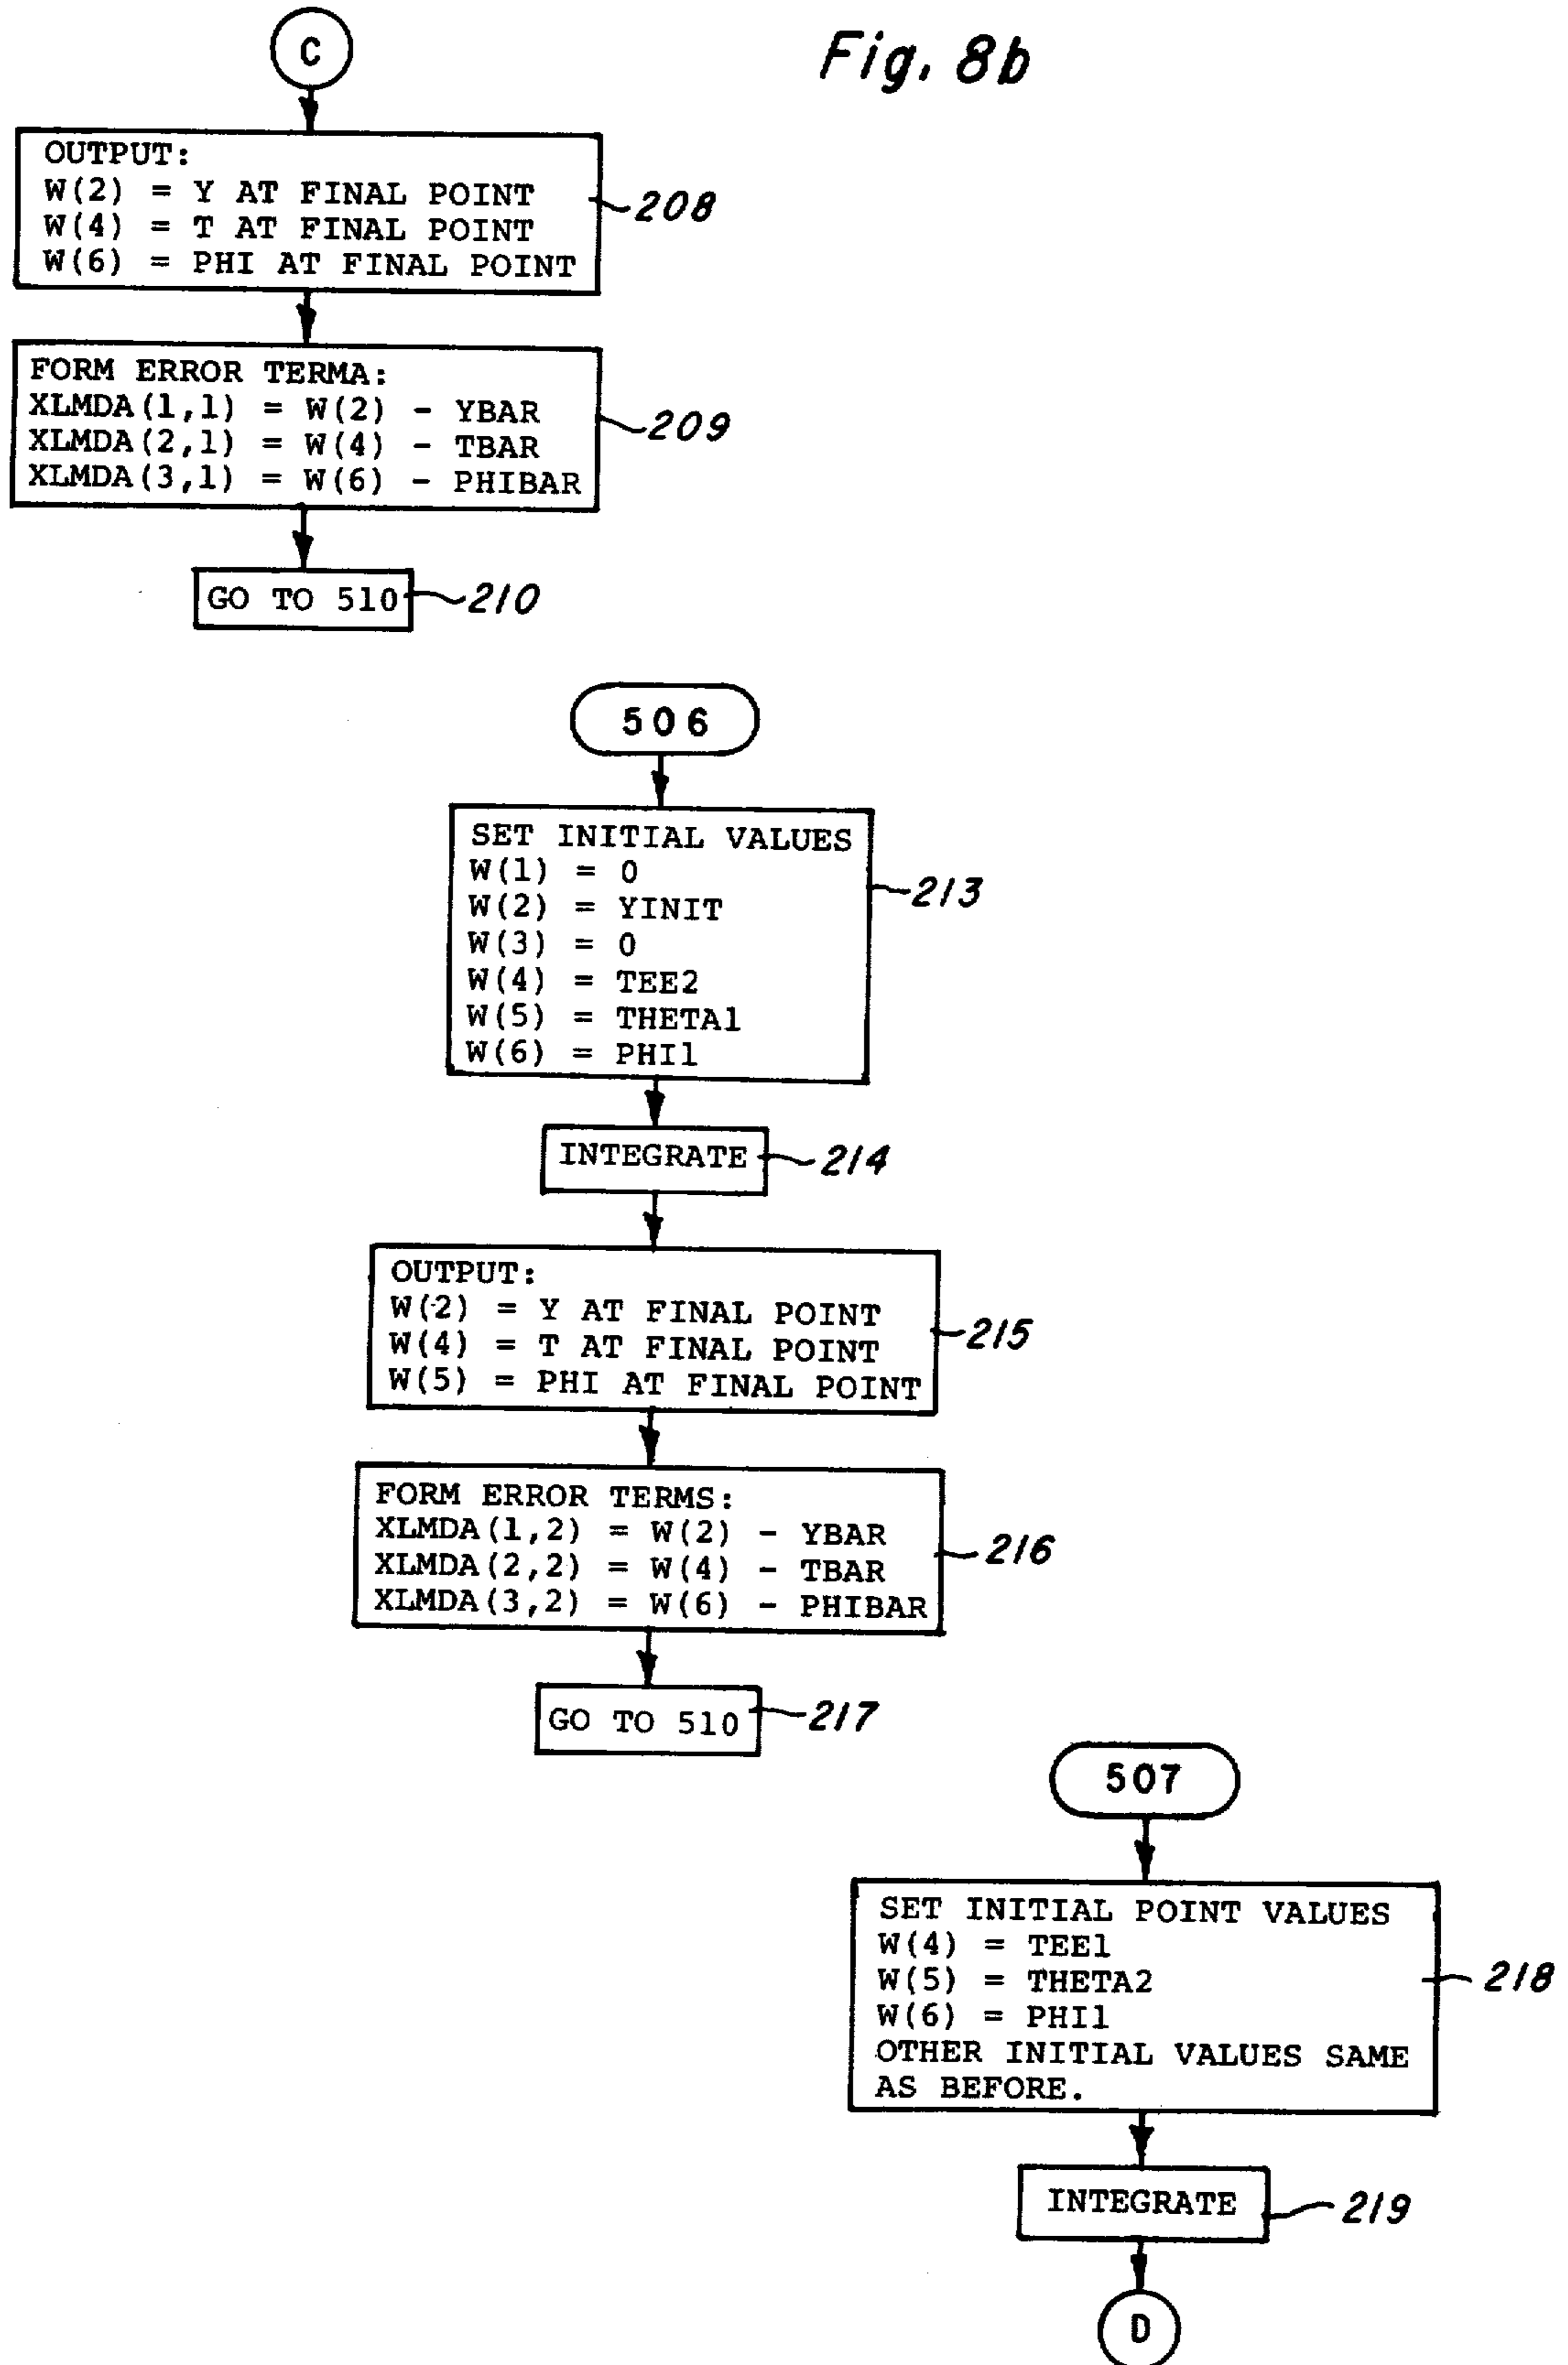 Fig. 8b
C
OUTPUT:
W(2) = Y AT FINAL POINT
W(4) = T AT FINAL POINT
W(6) = PHI AT FINAL POINT
208
FORM ERROR TERMA:
XLMDA(1,1) = W(2) - YBAR
XLMDA(2,1) = W(4) - TBAR
XLMDA(3,1) = W(6) - PHIBAR
209
GO TO 510
210
506
SET INITIAL VALUES
W(1) = 0
W(2) = YINIT
W(3) = 0
W(4) = TEE2
W(5) = THETA1
W(6) = PHI1
213
INTEGRATE
214
OUTPUT:
W(2) = Y AT FINAL POINT
W(4) = T AT FINAL POINT
W(5) = PHI AT FINAL POINT
215
FORM ERROR TERMS:
XLMDA(1,2) = W(2) - YBAR
XLMDA(2,2) = W(4) - TBAR
XLMDA(3,2) = W(6) - PHIBAR
216
GO TO 510
217
507
SET INITIAL POINT VALUES
W(4) = TEE1
W(5) = THETA2
W(6) = PHI1
OTHER INITIAL VALUES SAME
AS BEFORE.
218
INTEGRATE
219
D